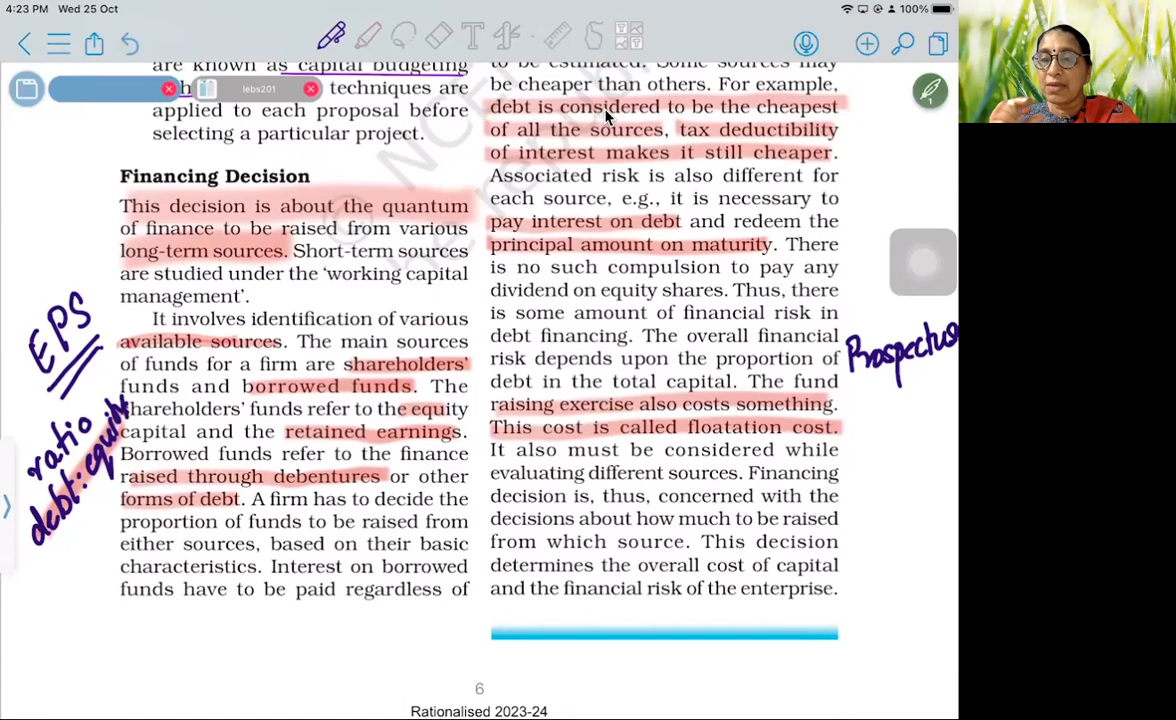 4:23 PM Wed 25 Oct
100%
T
lebs201
1
are known as capital budgeting
techniques are
applied to each proposal before
selecting a particular project.
Financing Decision
This decision is about the quantum
of finance to be raised from various
long-term sources. Short-term sources
are studied under the ‘working capital
management’.
It involves identification of various
available sources. The main sources
of funds for a firm are shareholders’
funds and borrowed funds. The
shareholders’ funds refer to the equity
capital and the retained earnings.
Borrowed funds refer to the finance
raised through debentures or other
forms of debt. A firm has to decide the
proportion of funds to be raised from
either sources, based on their basic
characteristics. Interest on borrowed
funds have to be paid regardless of
EPS
ratio
debt:equity
to be estimated. Some sources may
be cheaper than others. For example,
debt is considered to be the cheapest
of all the sources, tax deductibility
of interest makes it still cheaper.
Associated risk is also different for
each source, e.g., it is necessary to
pay interest on debt and redeem the
principal amount on maturity. There
is no such compulsion to pay any
dividend on equity shares. Thus, there
is some amount of financial risk in
debt financing. The overall financial
risk depends upon the proportion of
debt in the total capital. The fund
raising exercise also costs something.
This cost is called floatation cost.
It also must be considered while
evaluating different sources. Financing
decision is, thus, concerned with the
decisions about how much to be raised
from which source. This decision
determines the overall cost of capital
and the financial risk of the enterprise.
Prospectus
6
Rationalised 2023-24